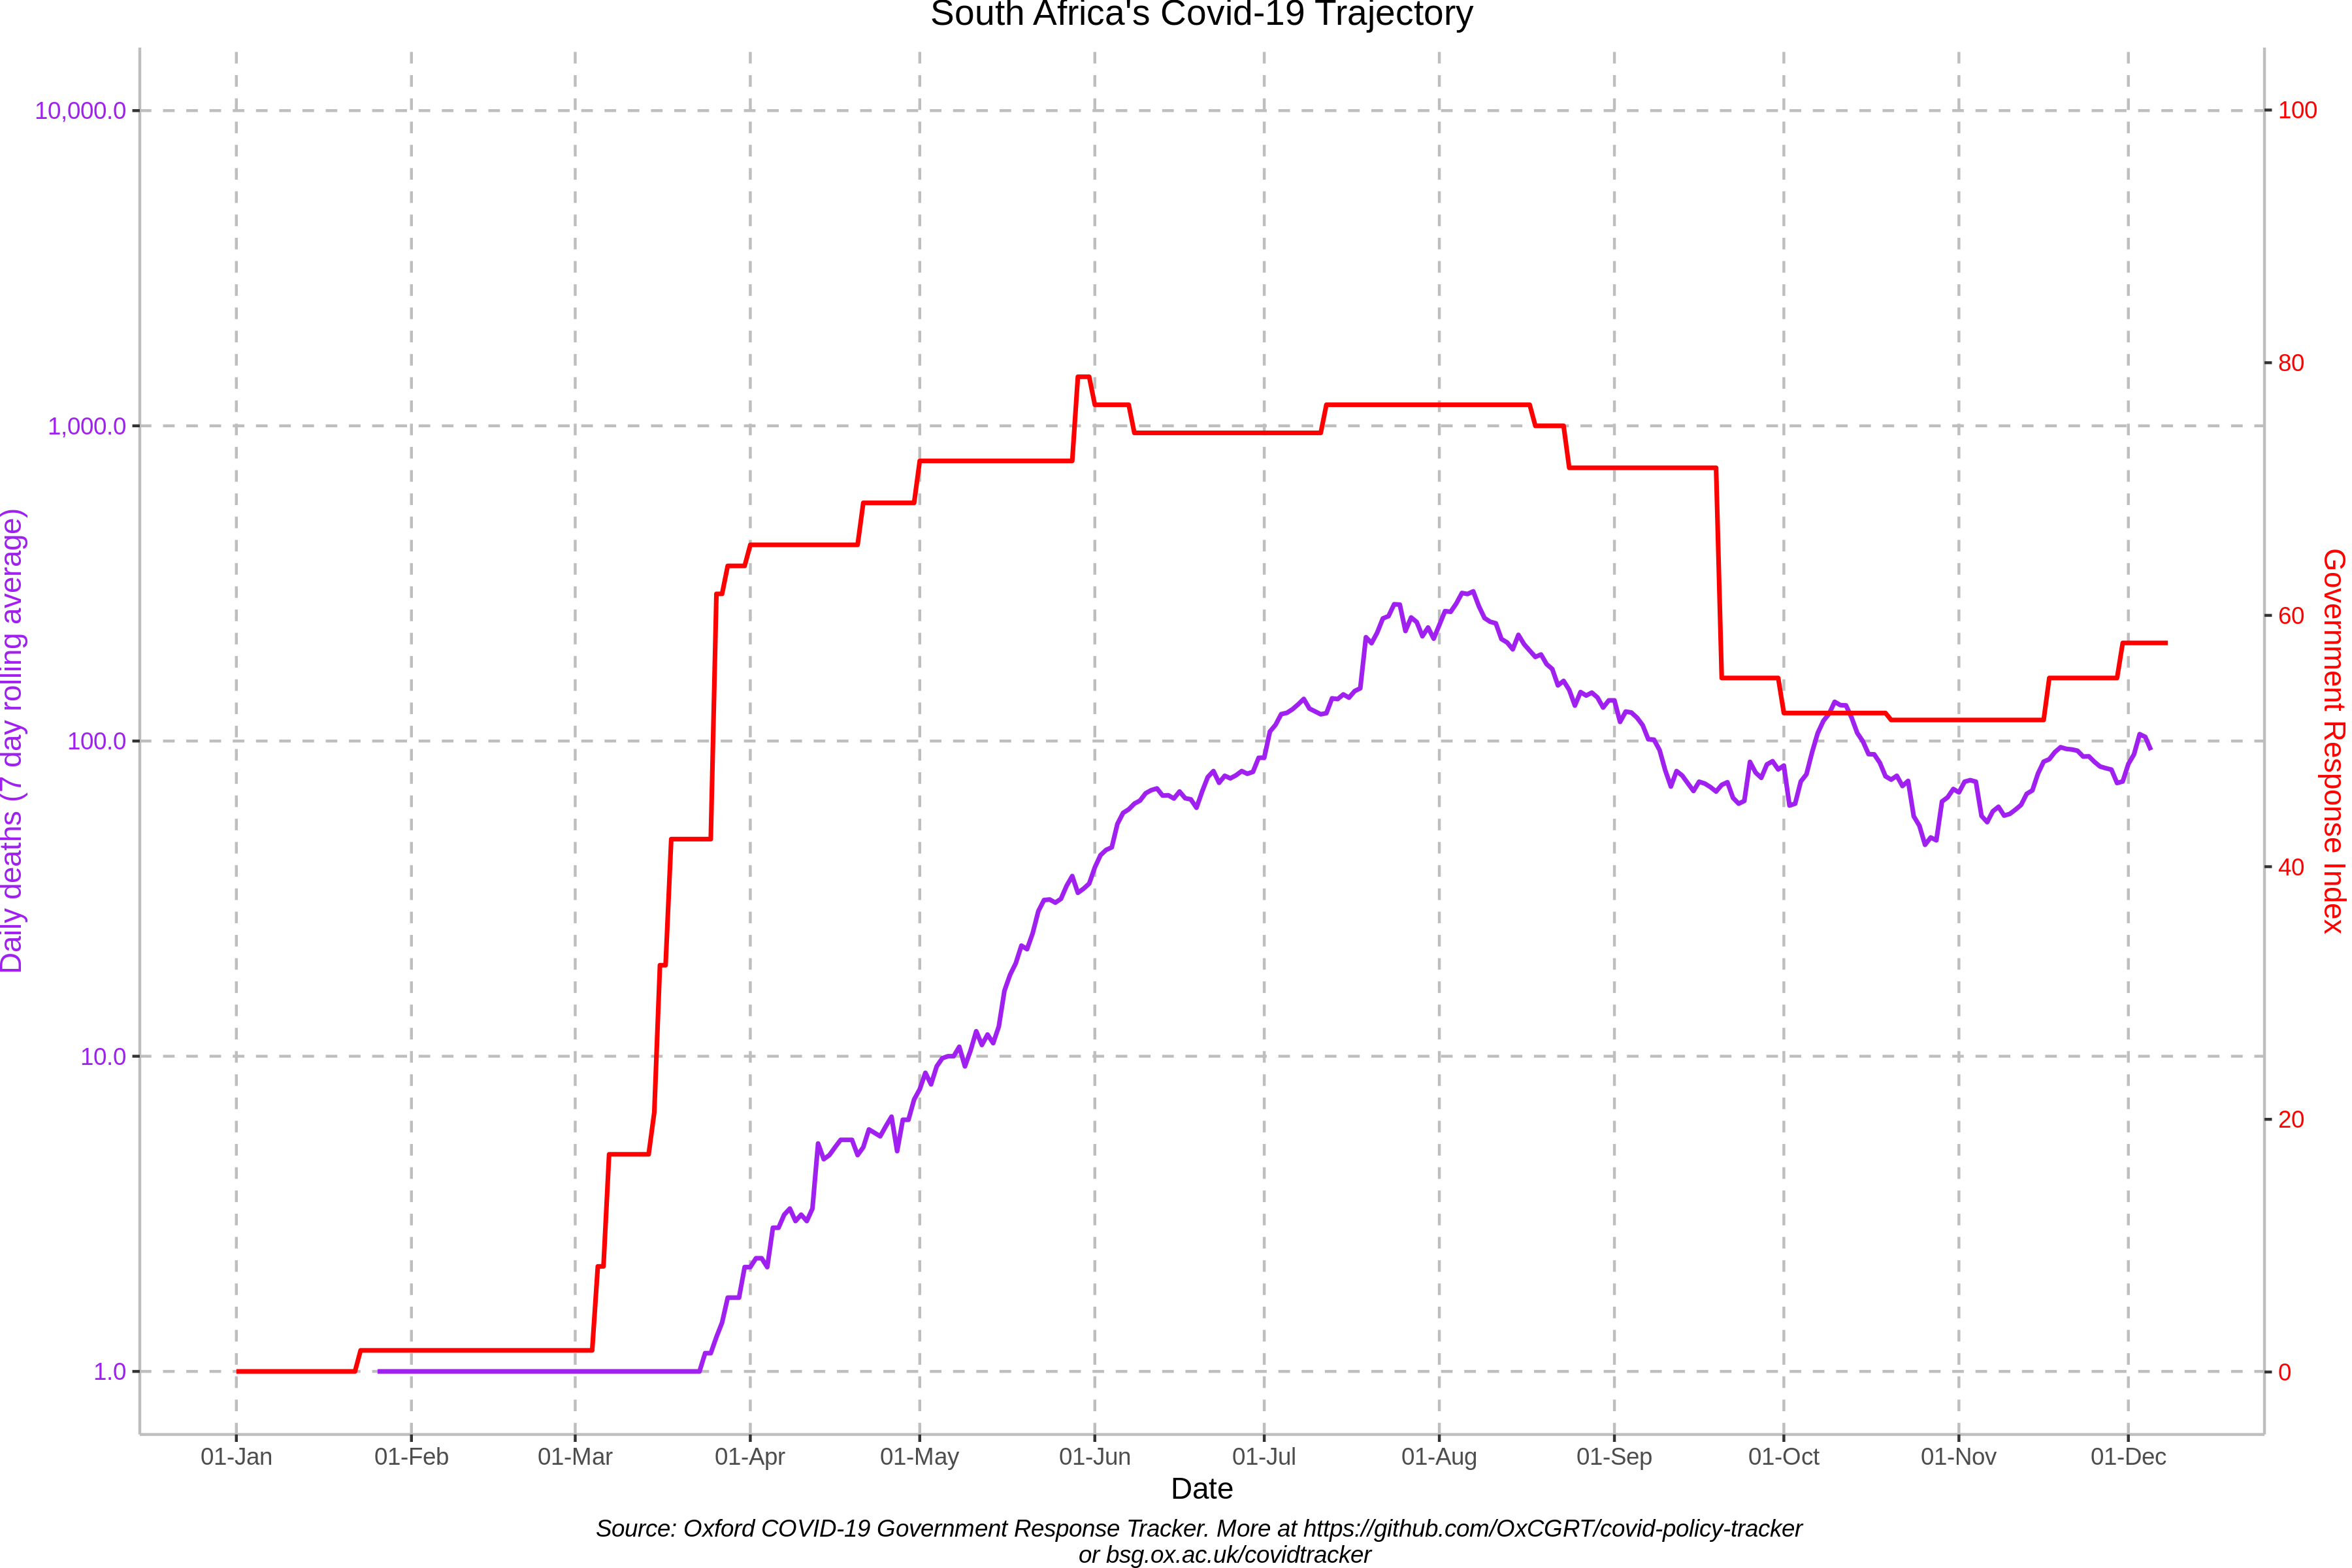 South Africa's Covid-19 Trajectory
10,000.0
1,000.0
100.0
10.0
1.0
Daily deaths (7 day rolling average)
100
80
60
40
20
0
Government Response Index
01-Jan 01-Feb 01-Mar 01-Apr 01-May 01-Jun 01-Jul 01-Aug 01-Sep 01-Oct 01-Nov 01-Dec
Date
Source: Oxford COVID-19 Government Response Tracker. More at https://github.com/OxCGRT/covid-policy-tracker
or bsg.ox.ac.uk/covidtracker